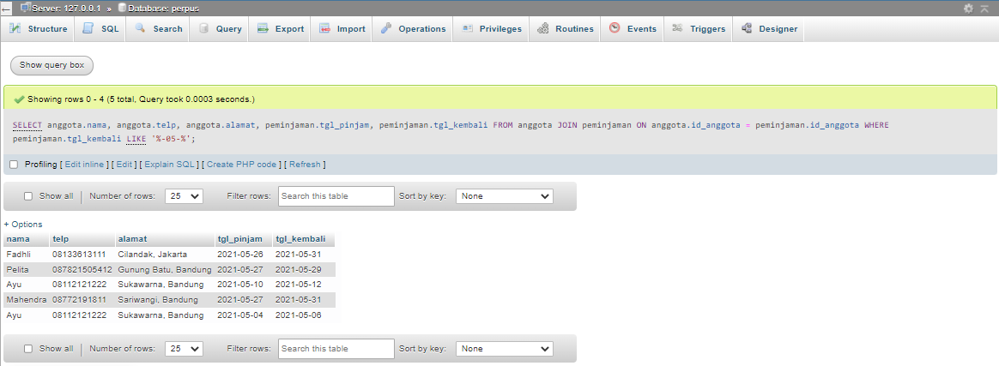 Server: 127.0.0.1 » Database: perpus
Structure SQL Search Query Export Import Operations Privileges Routines Events Triggers Designer
Show query box
Showing rows 0 - 4 (5 total, Query took 0.0003 seconds.)
SELECT anggota.nama, anggota.telp, anggota.alamat, peminjaman.tgl_pinjam, peminjaman.tgl_kembali FROM anggota JOIN peminjaman ON anggota.id_anggota = peminjaman.id_anggota WHERE
peminjaman.tgl_kembali LIKE '%-05-%';
Profiling [ Edit inline ] [ Edit ] [ Explain SQL ] [ Create PHP code ] [ Refresh ]
Show all Number of rows: 25 Filter rows: Search this table Sort by key: None
+ Options
nama telp alamat tgl_pinjam tgl_kembali
Fadhli 08133613111 Cilandak, Jakarta 2021-05-26 2021-05-31
Pelita 087821505412 Gunung Batu, Bandung 2021-05-27 2021-05-29
Ayu 08112121222 Sukawarna, Bandung 2021-05-10 2021-05-12
Mahendra 08772191811 Sariwangi, Bandung 2021-05-27 2021-05-31
Ayu 08112121222 Sukawarna, Bandung 2021-05-04 2021-05-06
Show all Number of rows: 25 Filter rows: Search this table Sort by key: None